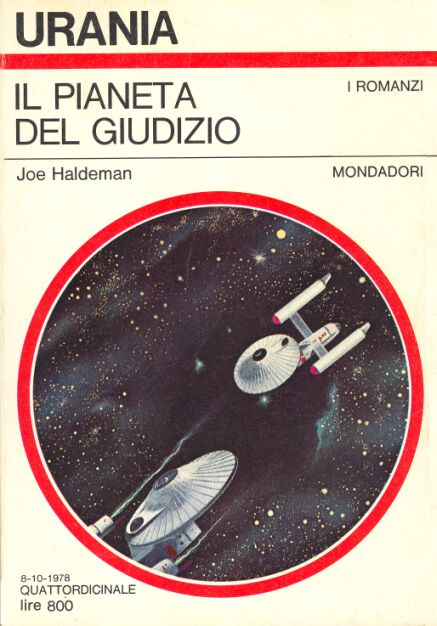 URANIA
IL PIANETA
DEL GIUDIZIO
I ROMANZI
Joe Haldeman
MONDADORI
8-10-1978
QUATTORDICINALE
lire 800